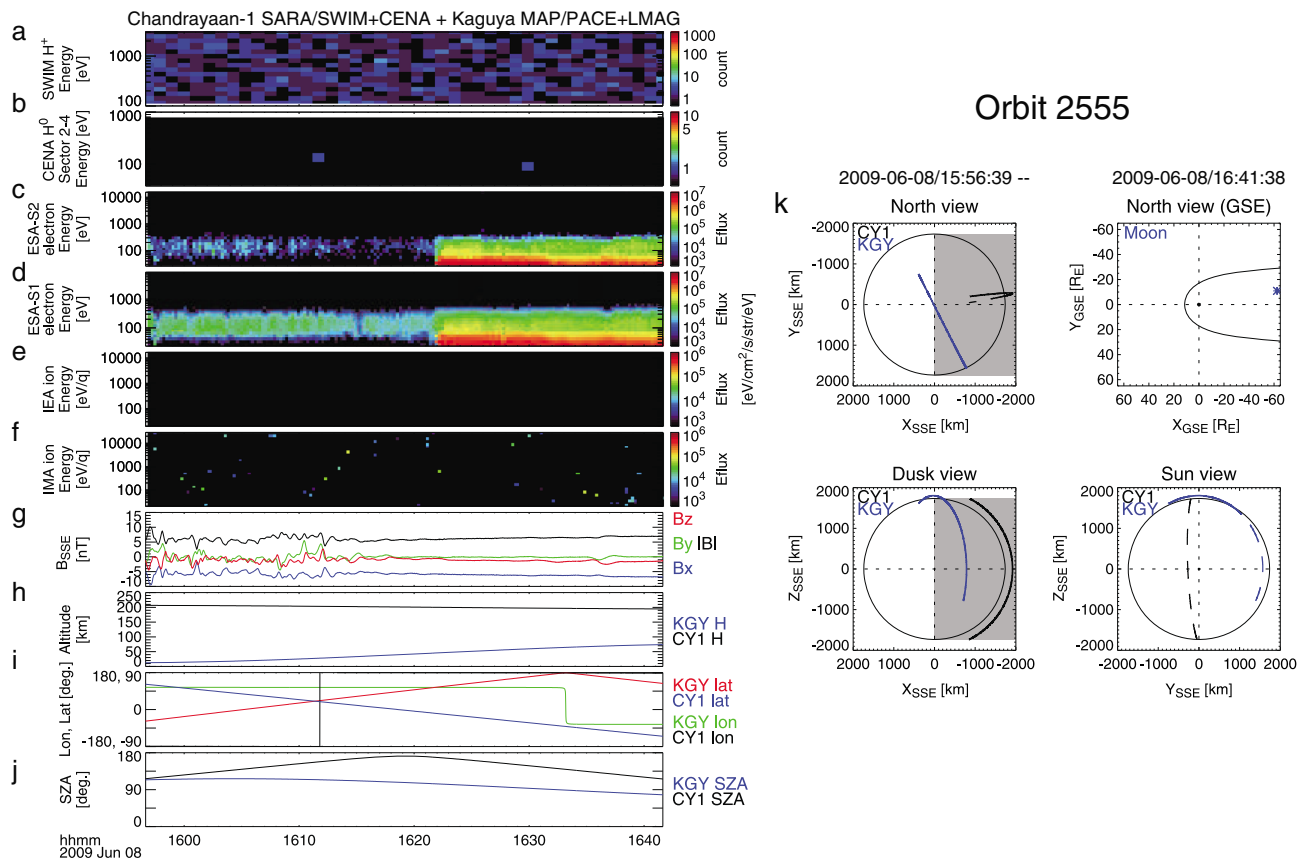 Chandrayaan-1 SARA/SWIM+CENA + Kaguya MAP/PACE+LMAG
a
SWIM H+
Energy
[eV]
1000
100
1000
100
10
1
count
b
CENA H0
Sector 2-4
Energy [eV]
1000
100
10
5
1
count
c
ESA-S2
electron
Energy
[eV]
10000
1000
100
10^7
10^6
10^5
10^4
10^3
Eflux
d
ESA-S1
electron
Energy
[eV]
1000
100
10^7
10^6
10^5
10^4
10^3
Eflux
[eV/cm2/s/str/eV]
e
IEA ion
Energy
[eV/q]
10000
1000
100
10^6
10^5
10^4
10^3
Eflux
f
IMA ion
Energy
[eV/q]
10000
1000
100
10^6
10^5
10^4
10^3
Eflux
g
BSSE
[nT]
15
10
5
0
-5
-10
Bz
By |B|
Bx
h
Altitude
[km]
250
200
150
100
50
0
KGY H
CY1 H
i
Lon, Lat [deg.]
180, 90
0
-180, -90
KGY lat
CY1 lat
KGY lon
CY1 lon
j
SZA
[deg.]
180
90
0
KGY SZA
CY1 SZA
hhmm
2009 Jun 08
1600
1610
1620
1630
1640
Orbit 2555
2009-06-08/15:56:39 --
2009-06-08/16:41:38
k
North view
CY1
KGY
YSSE [km]
-2000
-1000
0
1000
2000
2000 1000 0 -1000 -2000
XSSE [km]
North view (GSE)
Moon
YGSE [RE]
-60
-40
-20
0
20
40
60
60 40 20 0 -20 -40 -60
XGSE [RE]
Dusk view
CY1
KGY
ZSSE [km]
2000
1000
0
-1000
-2000
2000 1000 0 -1000 -2000
XSSE [km]
Sun view
CY1
KGY
ZSSE [km]
2000
1000
0
-1000
-2000
-2000 -1000 0 1000 2000
YSSE [km]